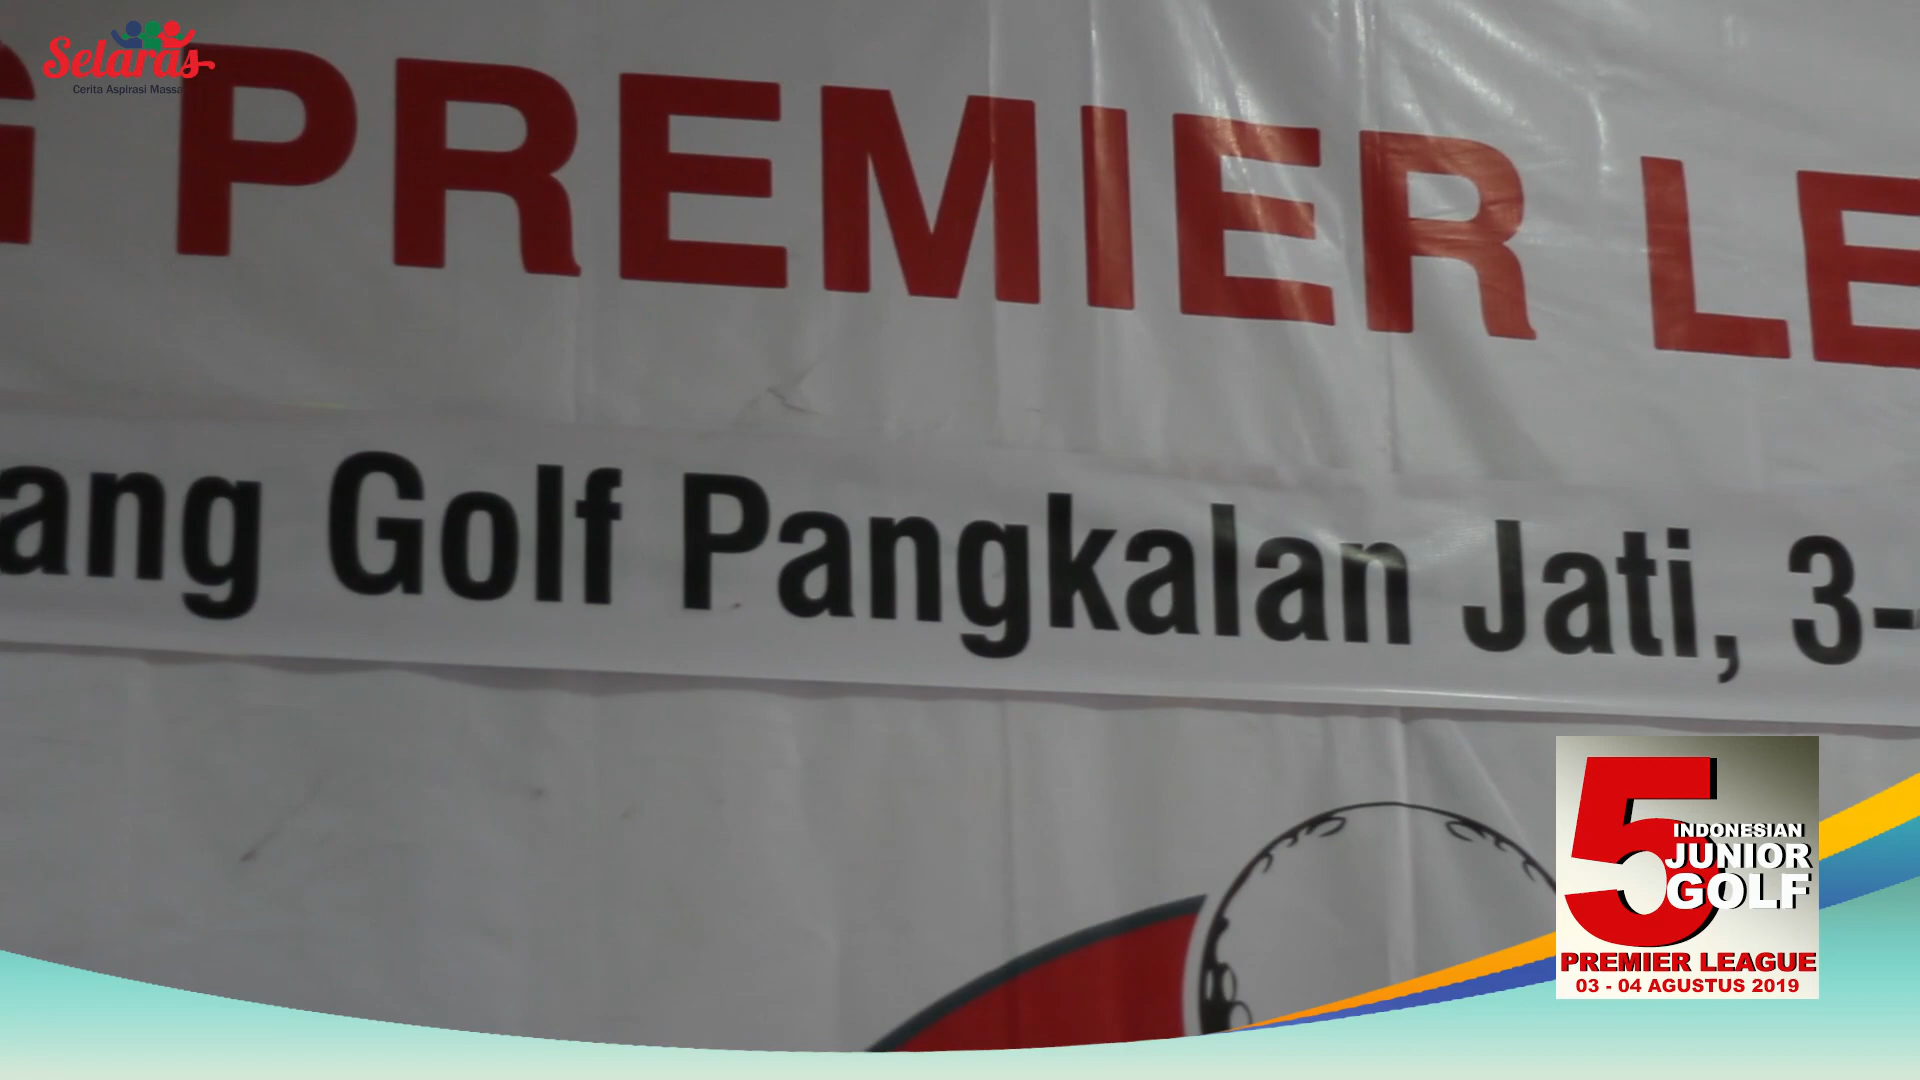 Selaras
Cerita Aspirasi Massa
G PREMIER LE
ang Golf Pangkalan Jati, 3-
5
INDONESIAN
JUNIOR
GOLF
PREMIER LEAGUE
03 - 04 AGUSTUS 2019